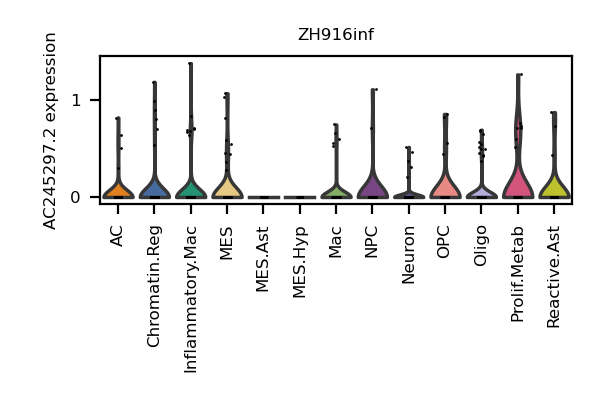 ZH916inf
AC245297.2 expression
1
0
AC
Chromatin.Reg
Inflammatory.Mac
MES
MES.Ast
MES.Hyp
Mac
NPC
Neuron
OPC
Oligo
Prolif.Metab
Reactive.Ast